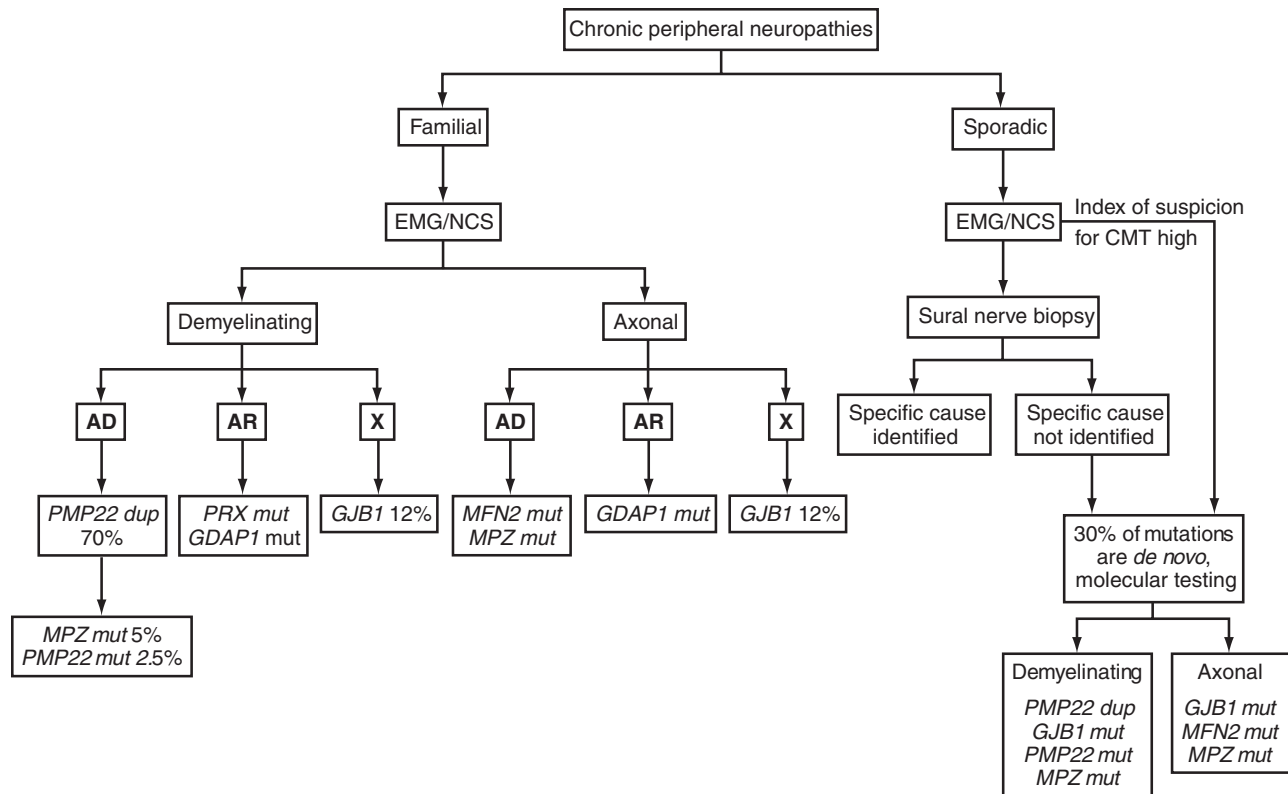 Chronic peripheral neuropathies
Familial
Sporadic
EMG/NCS
EMG/NCS
Index of suspicion
for CMT high
Demyelinating
Axonal
Sural nerve biopsy
AD
AR
X
AD
AR
X
Specific cause
identified
Specific cause
not identified
PMP22 dup
70%
PRX mut
GDAP1 mut
GJB1 12%
MFN2 mut
MPZ mut
GDAP1 mut
GJB1 12%
30% of mutations
are de novo,
molecular testing
MPZ mut 5%
PMP22 mut 2.5%
Demyelinating
PMP22 dup
GJB1 mut
PMP22 mut
MPZ mut
Axonal
GJB1 mut
MFN2 mut
MPZ mut